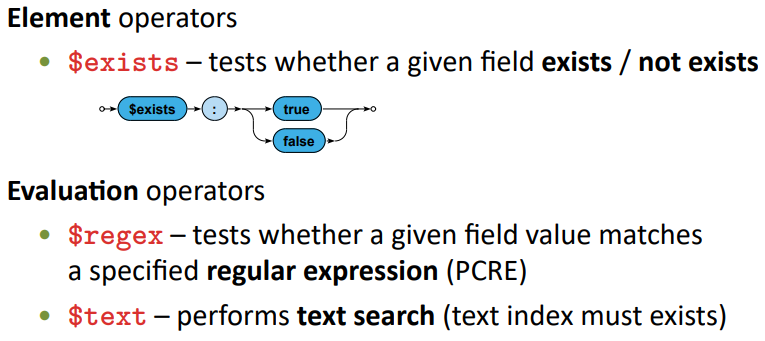 Element operators
• $exists – tests whether a given field exists / not exists
$exists : true
false
Evaluation operators
• $regex – tests whether a given field value matches
a specified regular expression (PCRE)
• $text – performs text search (text index must exists)